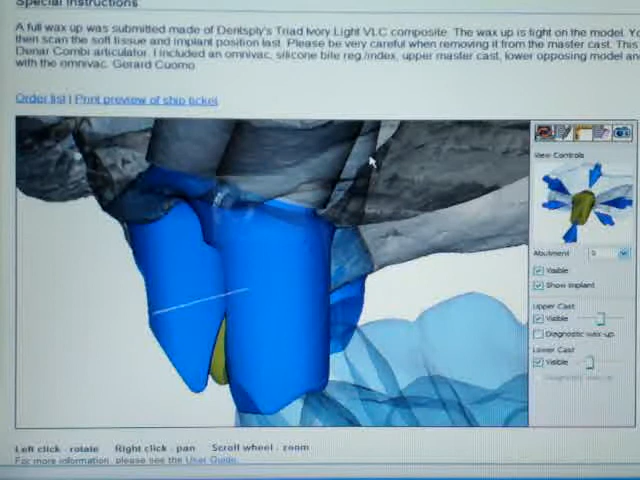 Special Instructions
A full wax up was submitted made of Dentsply's Triad Ivory Light VLC composite. The wax up is tight on the model. Yo
then scan the soft tissue and implant position last. Please be very careful when removing it from the master cast. This
Denar Combi articulator. I included an omnivac, silicone bite reg./index, upper master cast, lower opposing model an
with the omnivac. Gerard Cuomo
Order list | Print preview of ship ticket
View Controls
Abutment
Visible
Show Implant
Upper Cast
Visible
Diagnostic wax-up
Lower Cast
Visible
Left click - rotate Right click - pan Scroll wheel - zoom
For more information, please see the User Guide.